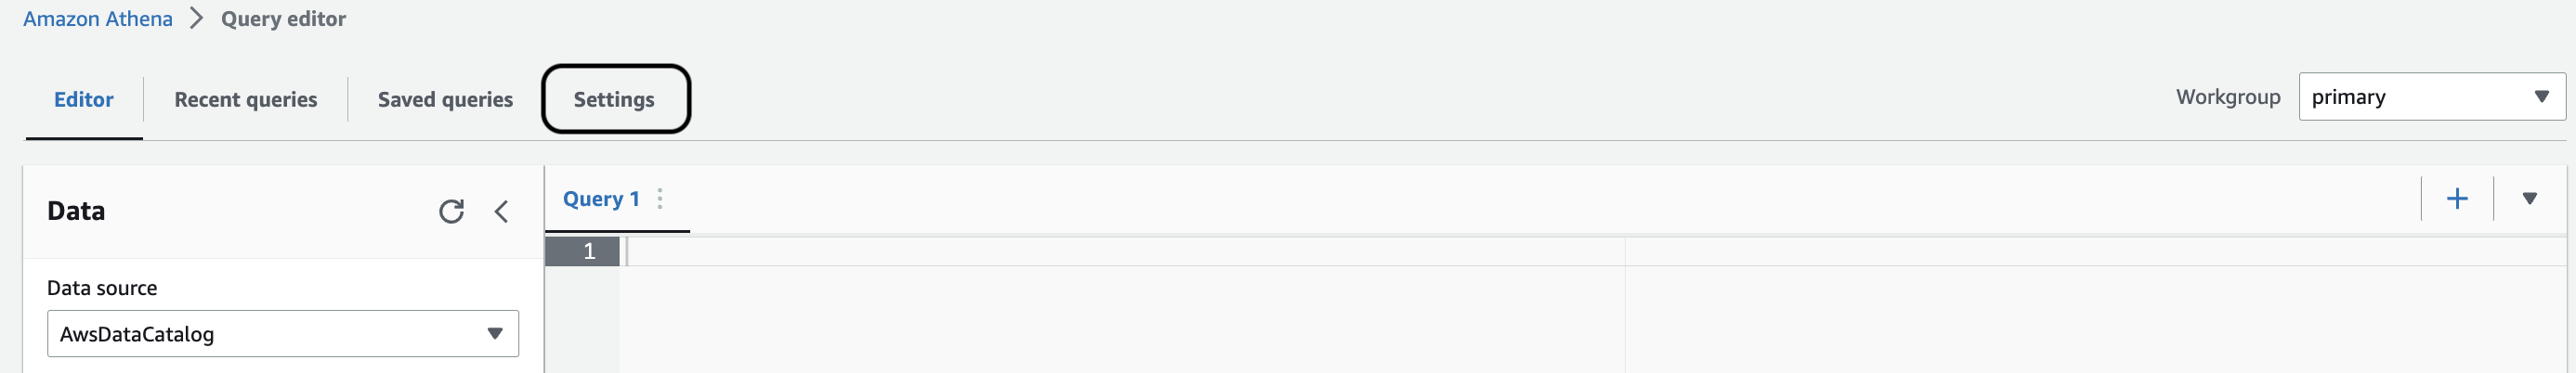 Amazon Athena > Query editor
Editor Recent queries Saved queries Settings Workgroup primary
Data
Query 1
1
Data source
AwsDataCatalog